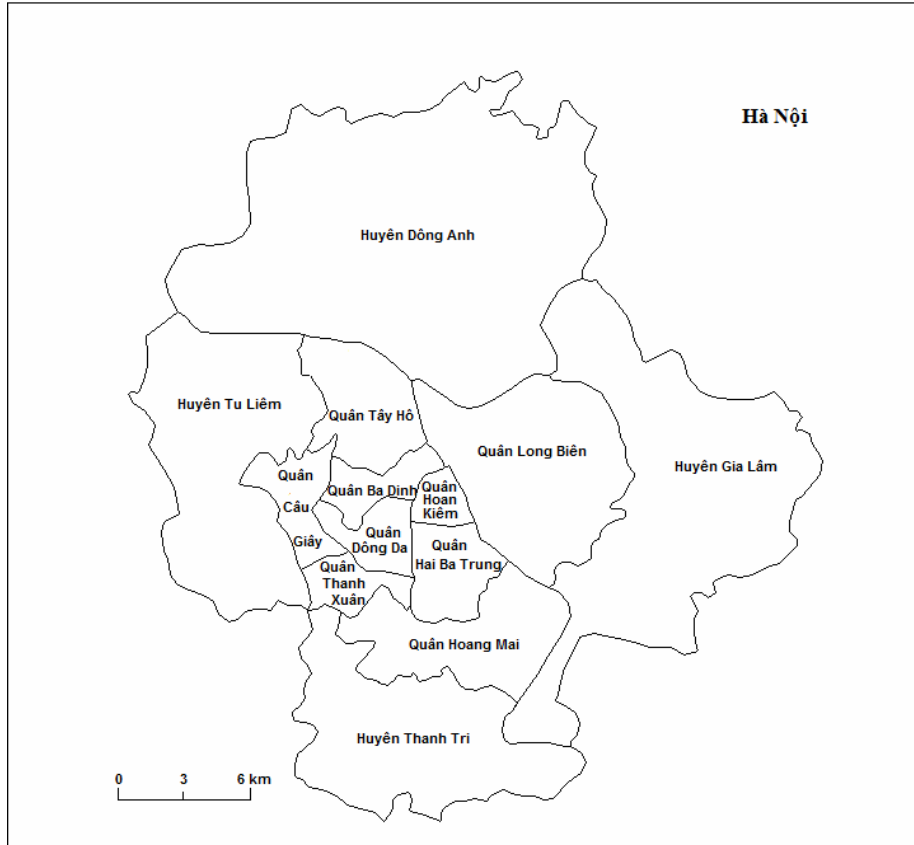 Hà Nội
Huyên Dông Anh
Huyên Tu Liêm
Quân Tây Hô
Quân Long Biên
Huyên Gia Lâm
Quân
Câu
Giây
Quân Ba Dinh
Quân
Hoan
Kiêm
Quân
Dông Da
Quân
Hai Ba Trung
Quân
Thanh
Xuân
Quân Hoang Mai
Huyên Thanh Tri
0 3 6 km